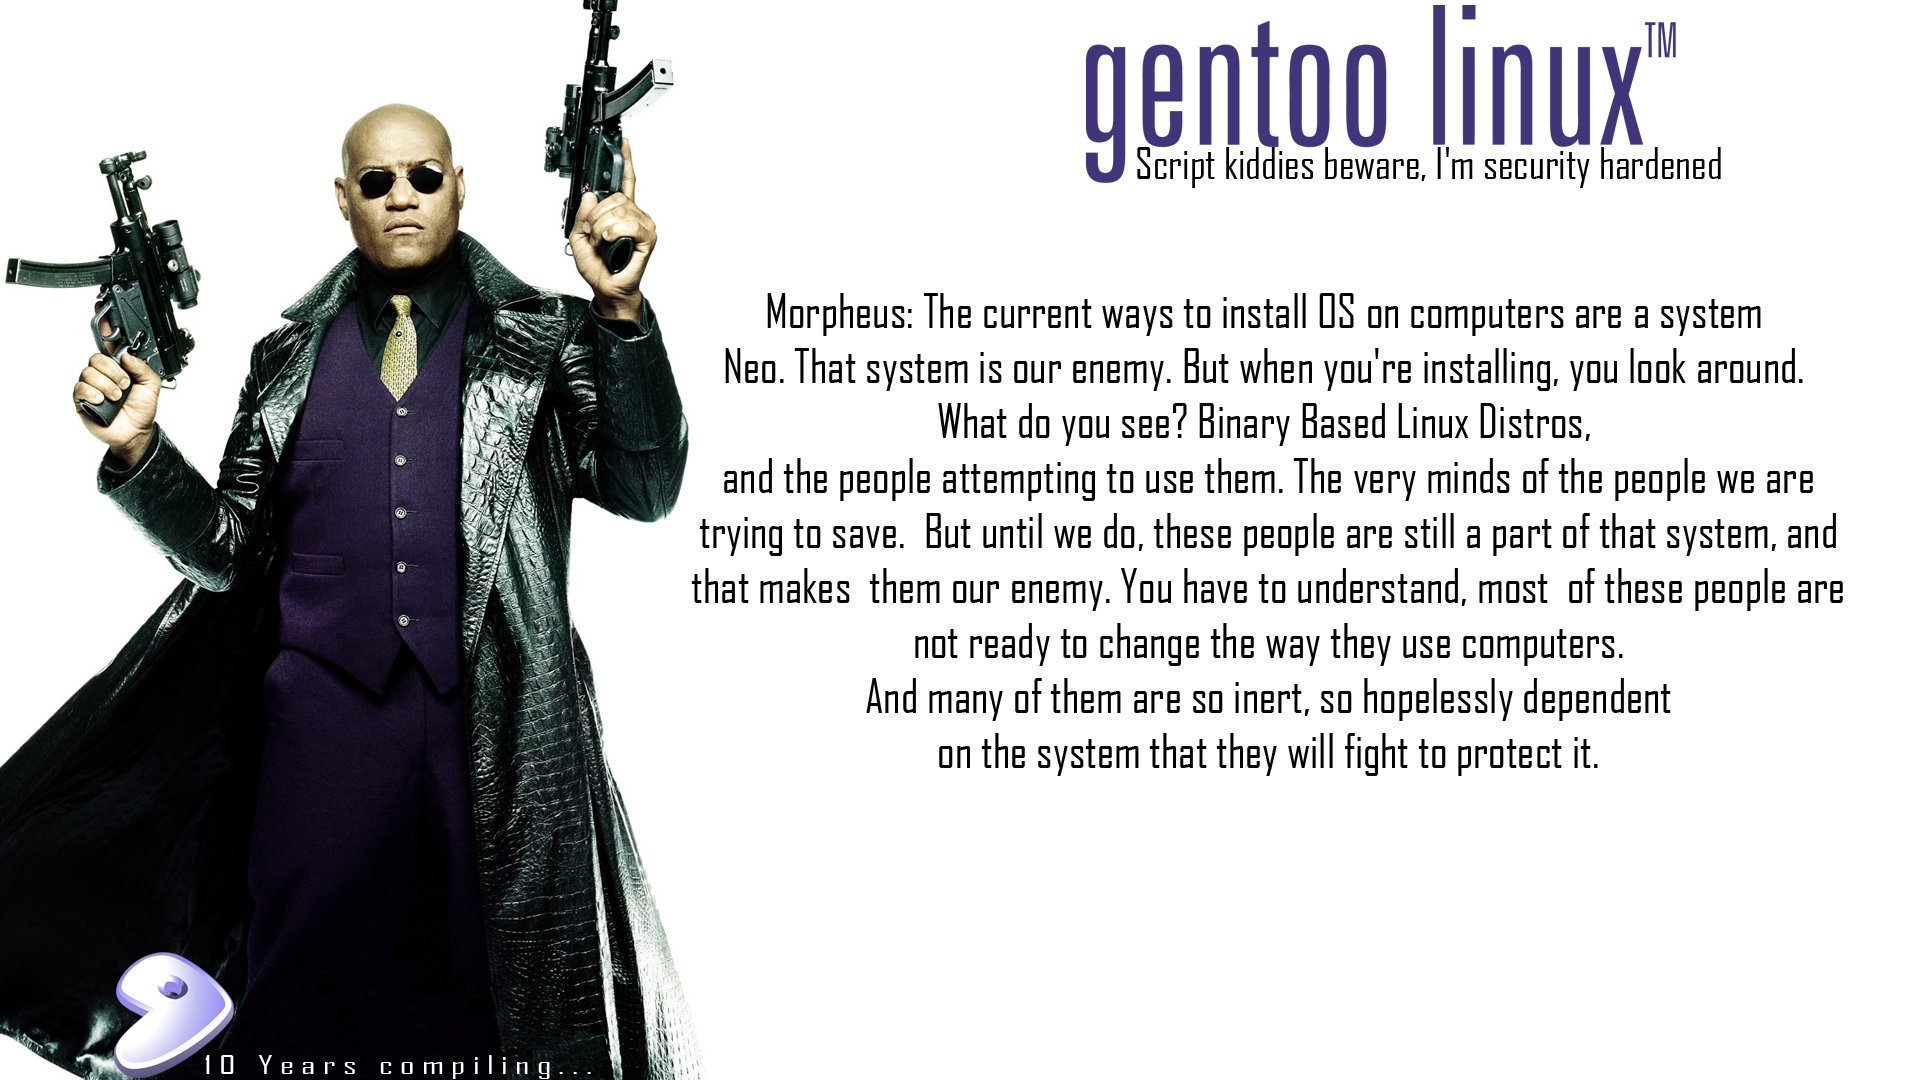 gentoo linux™
Script kiddies beware, I'm security hardened
Morpheus: The current ways to install OS on computers are a system
Neo. That system is our enemy. But when you're installing, you look around.
What do you see? Binary Based Linux Distros,
and the people attempting to use them. The very minds of the people we are
trying to save.  But until we do, these people are still a part of that system, and
that makes  them our enemy. You have to understand, most  of these people are
not ready to change the way they use computers.
And many of them are so inert, so hopelessly dependent
on the system that they will fight to protect it.
10 Years compiling...